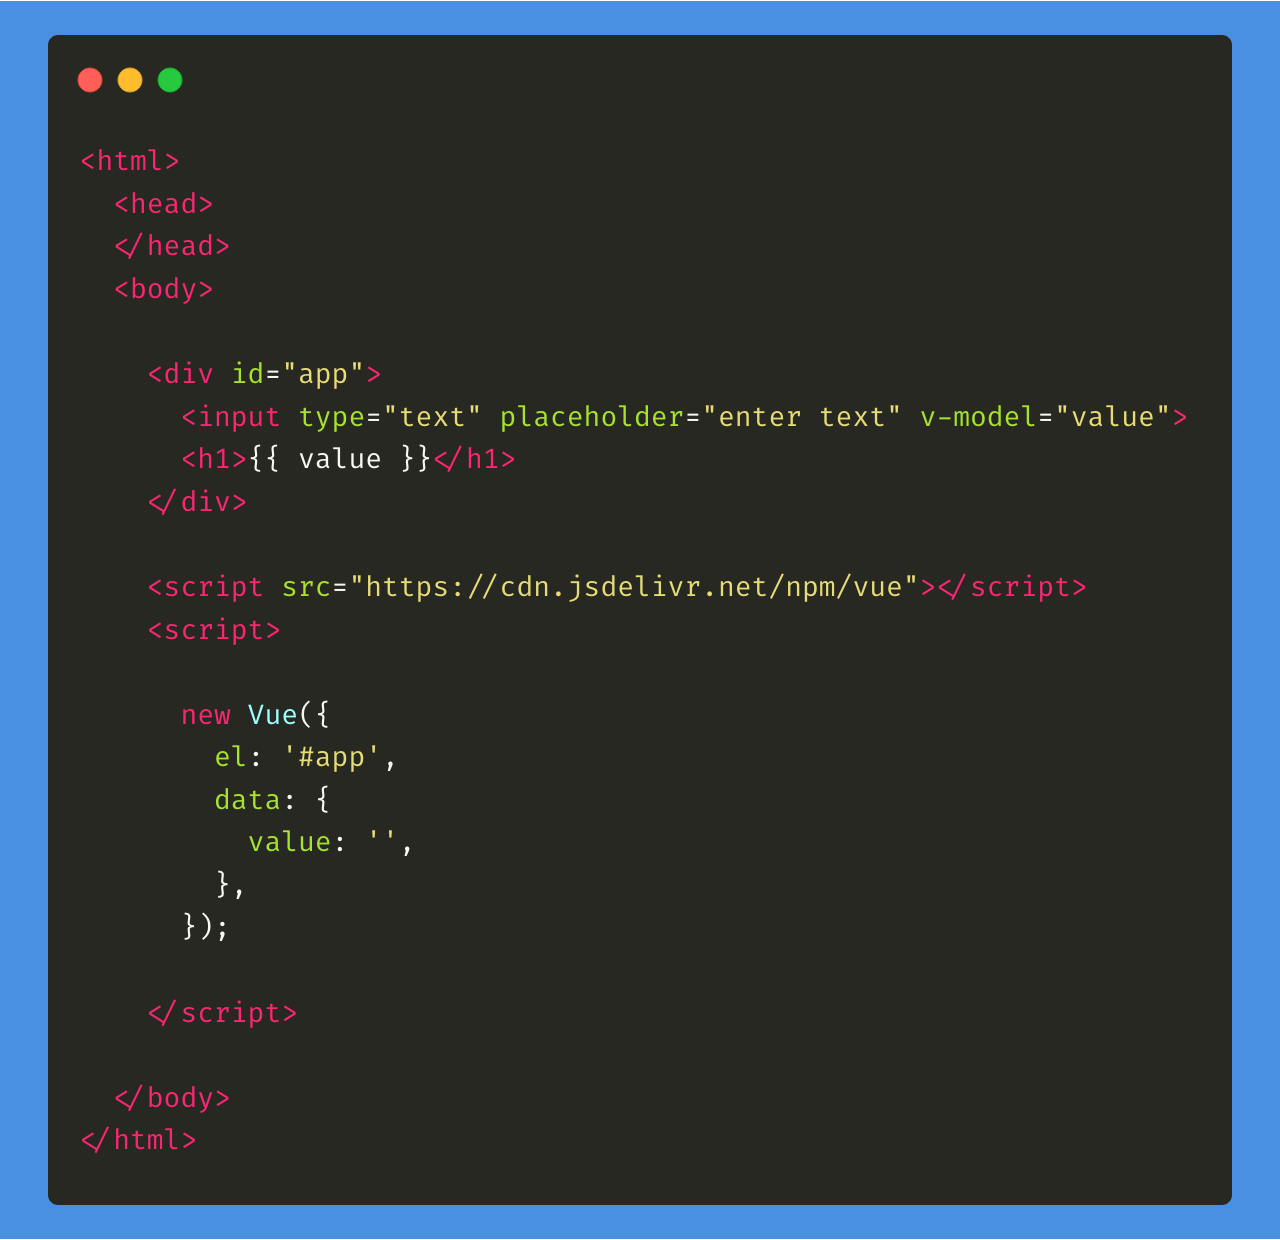 <html>
  <head>
  </head>
  <body>

    <div id="app">
      <input type="text" placeholder="enter text" v-model="value">
      <h1>{{ value }}</h1>
    </div>

    <script src="https://cdn.jsdelivr.net/npm/vue"></script>
    <script>

      new Vue({
        el: '#app',
        data: {
          value: '',
        },
      });

    </script>

  </body>
</html>